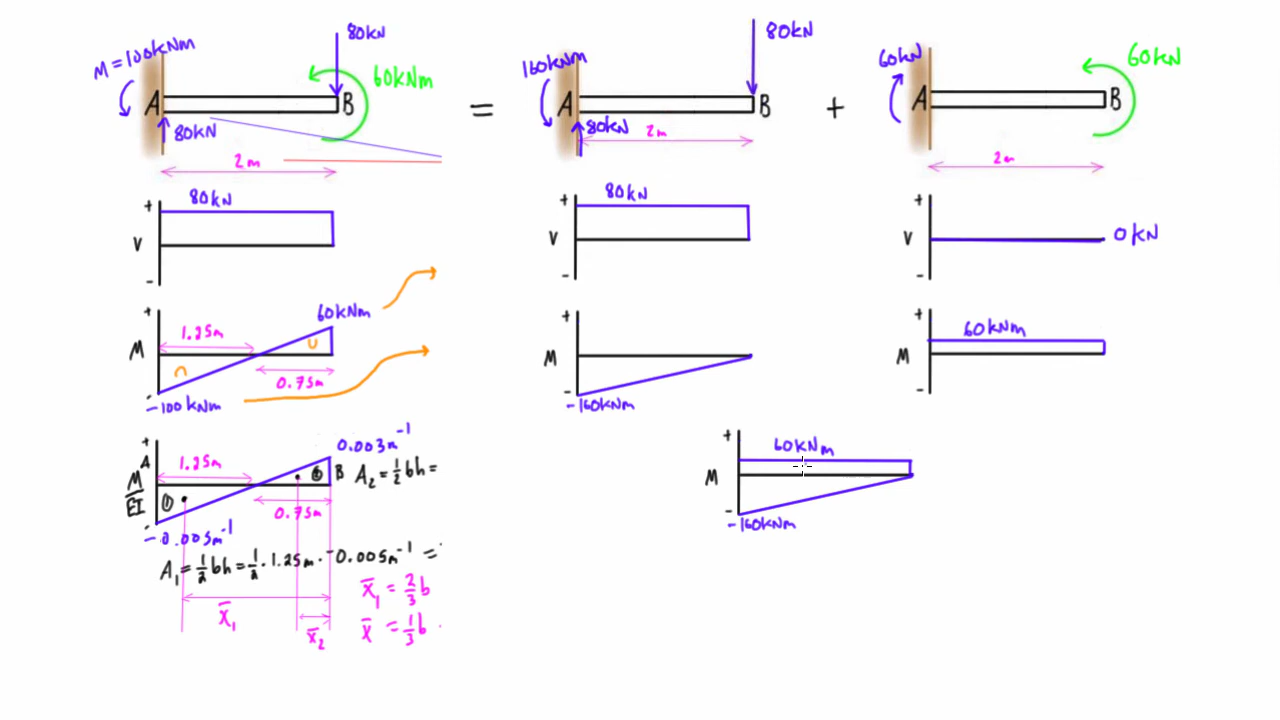 M = 100kNm
80kN
60kNm
A
B
80kN
2m
=
160kNm
80kN
A
B
80kN
2m
+
60kN
60kN
A
B
2m
+
80kN
V
-
+
80kN
V
-
+
V
0kN
-
+
60kNm
1.25m
M
∩
∪
0.75m
-
-100kNm
+
M
-
-160kNm
+
60kNm
M
-
+
A
0.003m⁻¹
1.25m
M/EI
①
②
B
A₂ = ½bh =
0.75m
-
-0.005m⁻¹
A₁ = ½bh = ½ · 1.25m · ⁻0.005m⁻¹ =
x̄₁ = ⅔b
x̄₁
x̄₂
x̄ = ⅓b
+
60kNm
M
-
-160kNm